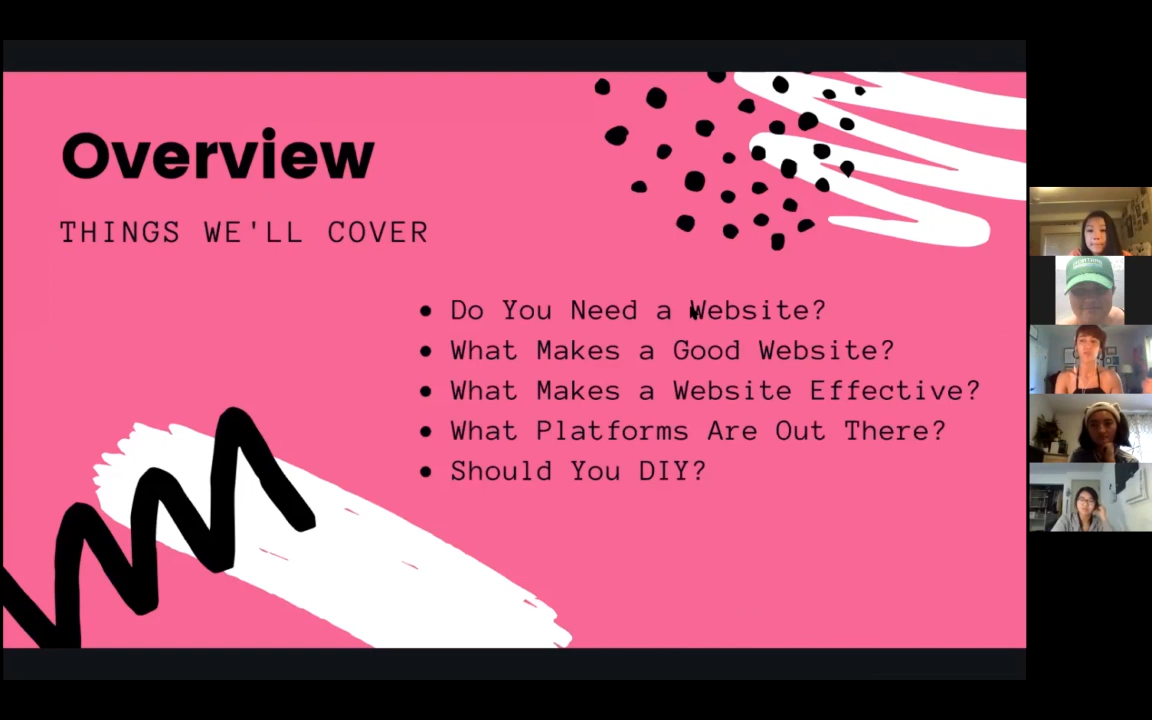 Overview
THINGS WE'LL COVER
• Do You Need a Website?
• What Makes a Good Website?
• What Makes a Website Effective?
• What Platforms Are Out There?
• Should You DIY?